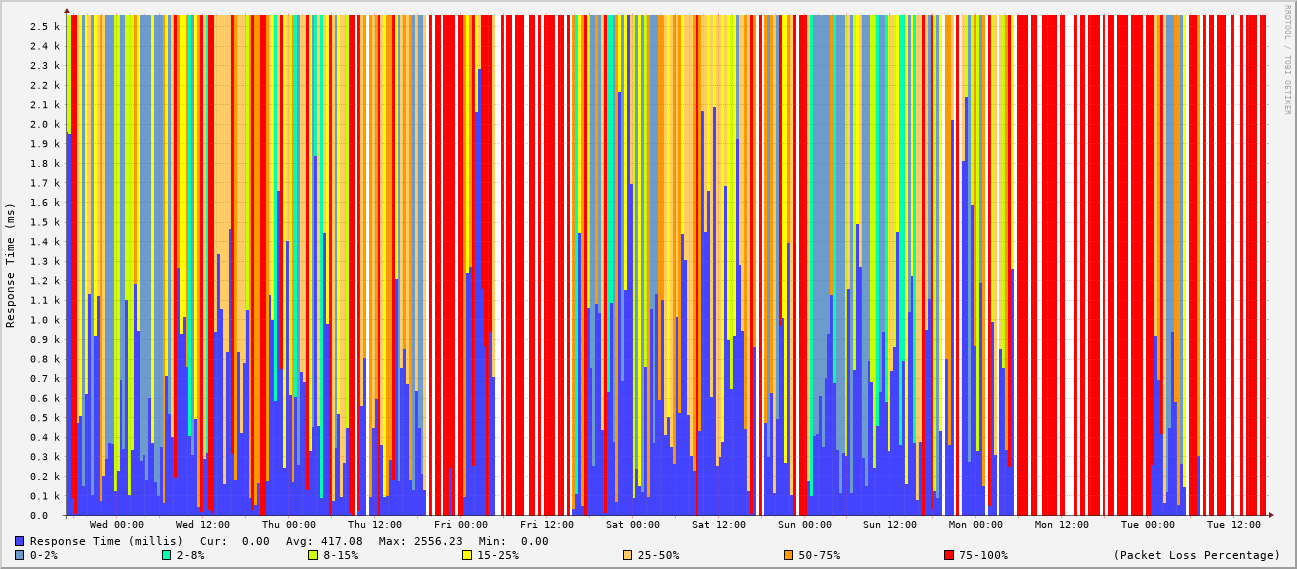 RRDTOOL / TOBI OETIKER
Response Time (ms)
2.5 k
2.4 k
2.3 k
2.2 k
2.1 k
2.0 k
1.9 k
1.8 k
1.7 k
1.6 k
1.5 k
1.4 k
1.3 k
1.2 k
1.1 k
1.0 k
0.9 k
0.8 k
0.7 k
0.6 k
0.5 k
0.4 k
0.3 k
0.2 k
0.1 k
0.0
Wed 00:00 Wed 12:00 Thu 00:00 Thu 12:00 Fri 00:00 Fri 12:00 Sat 00:00 Sat 12:00 Sun 00:00 Sun 12:00 Mon 00:00 Mon 12:00 Tue 00:00 Tue 12:00
Response Time (millis) Cur: 0.00 Avg: 417.08 Max: 2556.23 Min: 0.00
0-2% 2-8% 8-15% 15-25% 25-50% 50-75% 75-100% (Packet Loss Percentage)